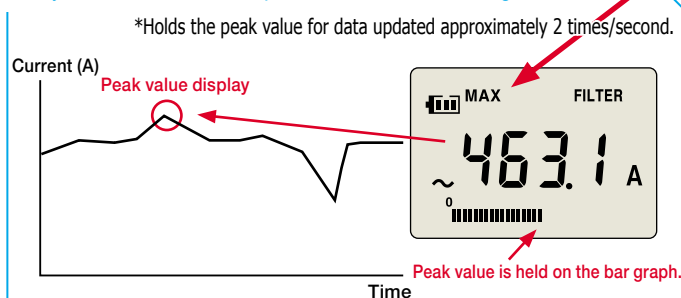 *Holds the peak value for data updated approximately 2 times/second.
Current (A)
Peak value display
MAX FILTER
~ 463.1 A
0
Peak value is held on the bar graph.
Time